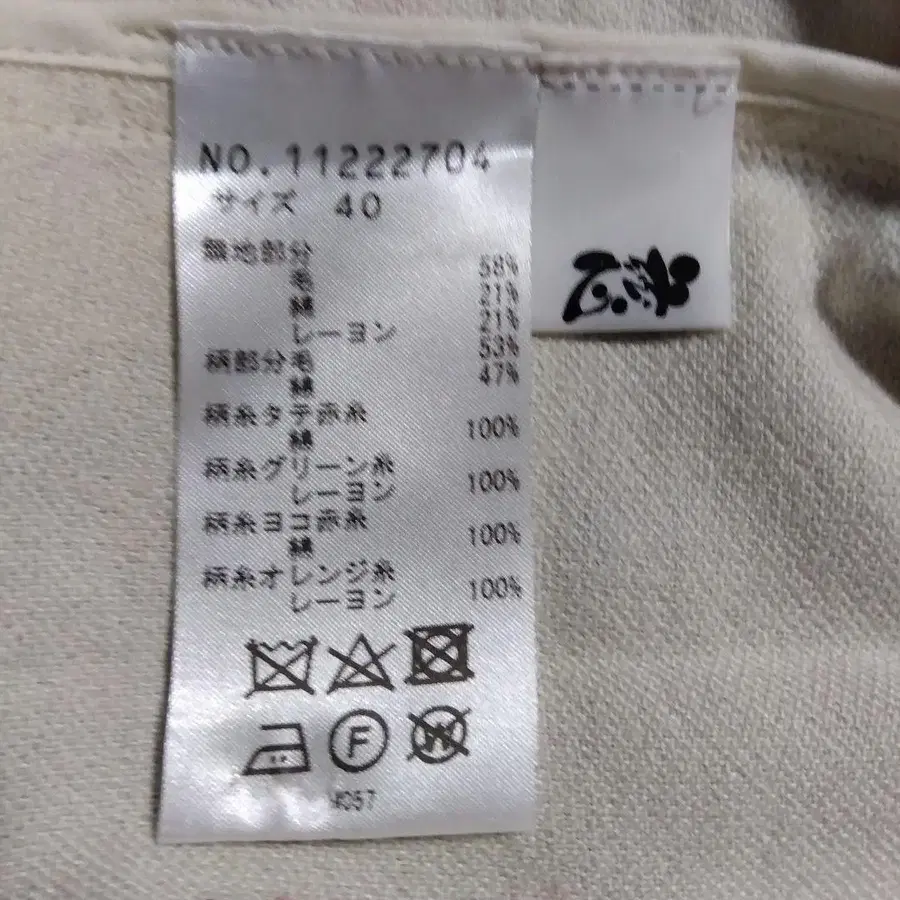 NO.11222704
サイズ 40
無地部分
毛 58%
綿 21%
レーヨン 21%
柄部分毛 53%
綿 47%
柄糸タテ赤糸
綿 100%
柄糸グリーン糸
レーヨン 100%
柄糸ヨコ赤糸
綿 100%
柄糸オレンジ糸
レーヨン 100%
F
W